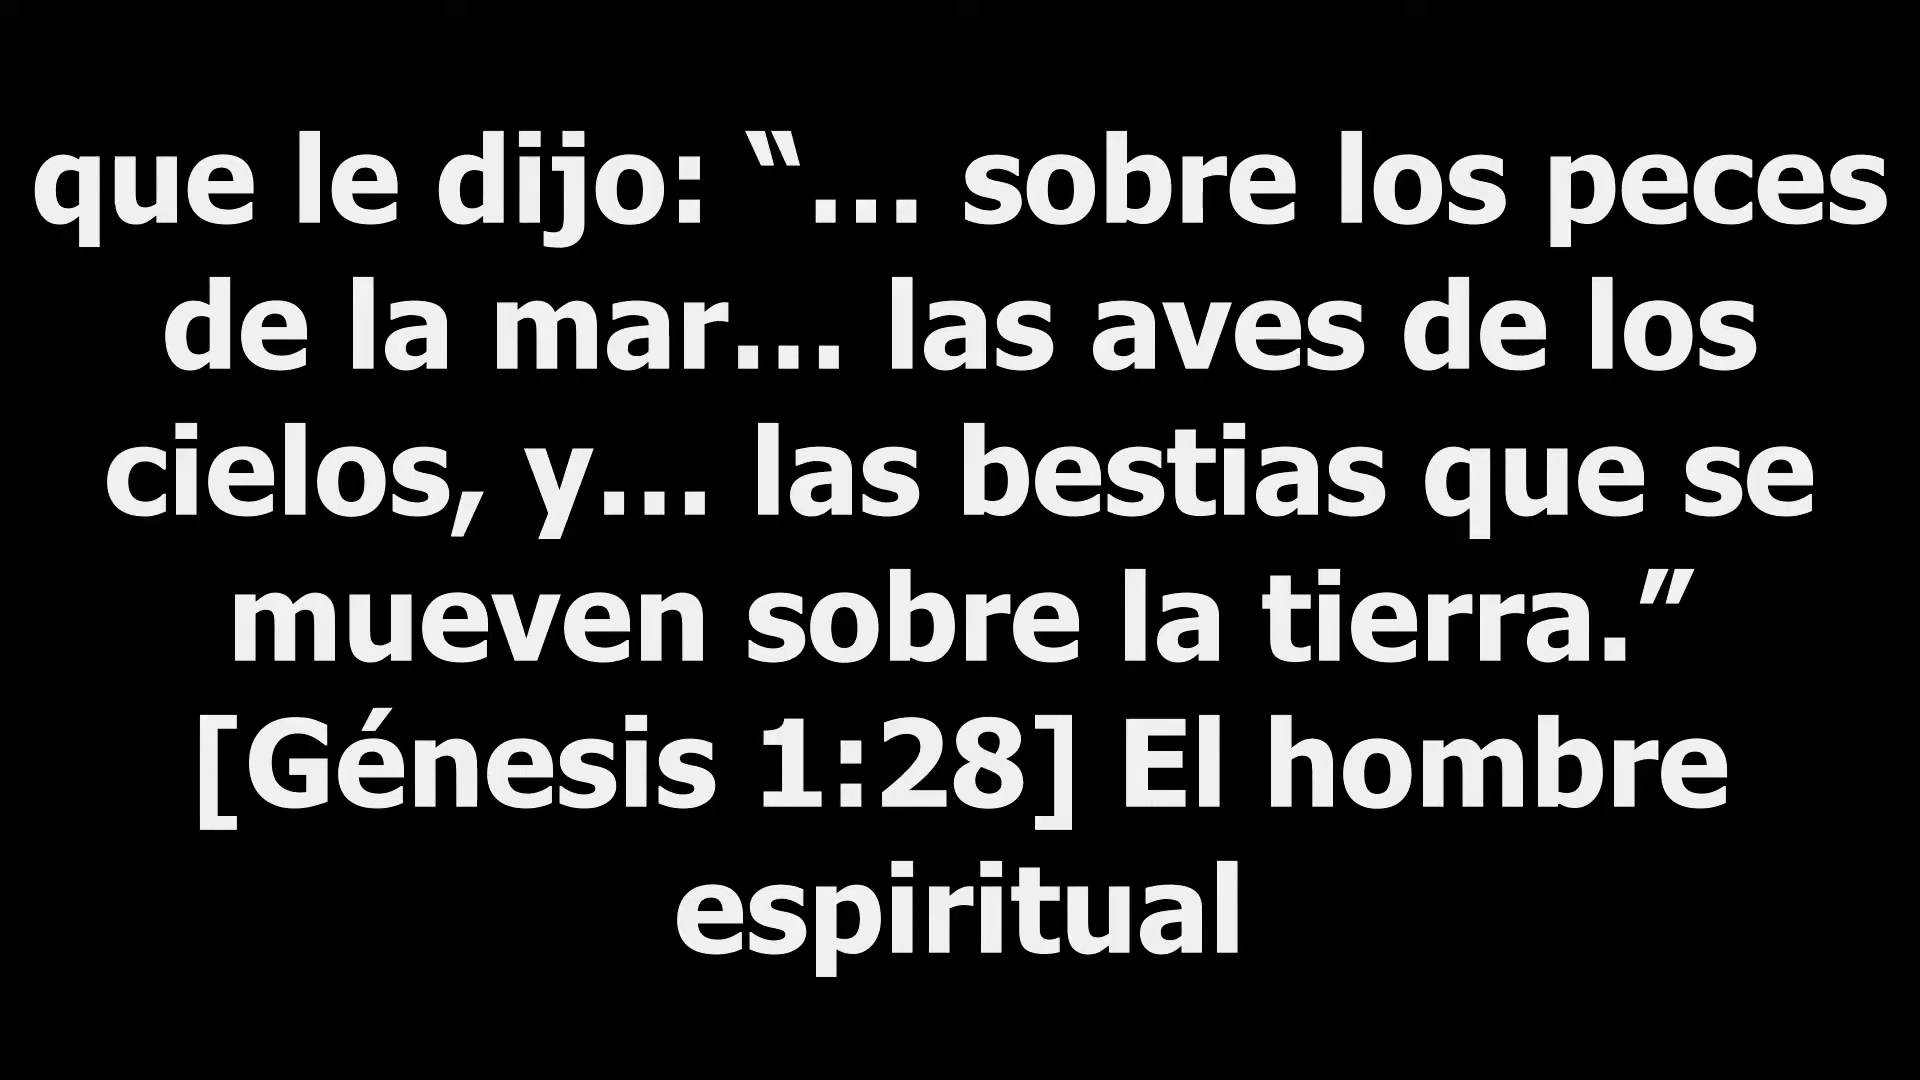 que le dijo: “... sobre los peces
de la mar... las aves de los
cielos, y... las bestias que se
mueven sobre la tierra.”
[Génesis 1:28] El hombre
espiritual